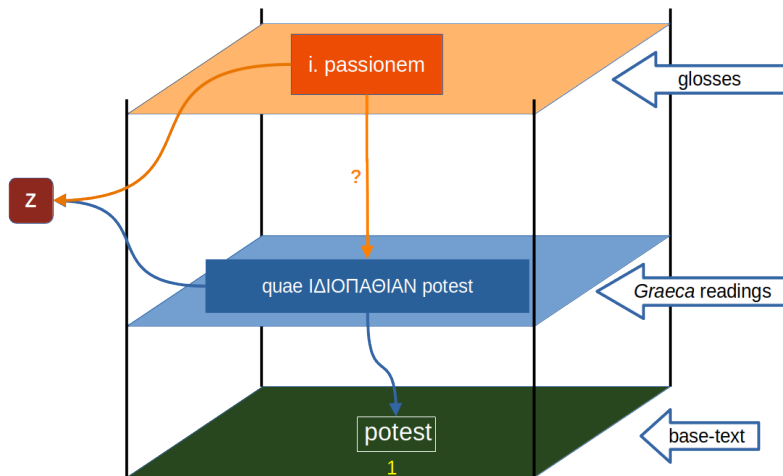 i. passionem
glosses
?
Z
quae ΙΔΙΟΠΑΘΙΑΝ potest
Graeca readings
potest
base-text
1